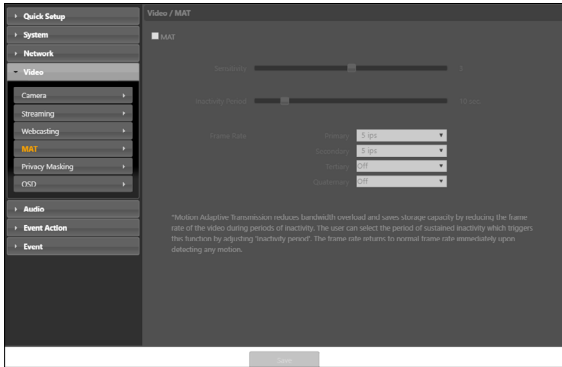 Quick Setup
System
Network
Video
Camera
Streaming
Webcasting
MAT
Privacy Masking
OSD
Audio
Event Action
Event
Video / MAT
MAT
Sensitivity
3
Inactivity Period
10 sec
Frame Rate
Primary
5 ips
Secondary
5 ips
Tertiary
Off
Quaternary
Off
*Motion Adaptive Transmission reduces bandwidth overload and saves storage capacity by reducing the frame
rate of the video during periods of inactivity. The user can select the period of sustained inactivity which triggers
this function by adjusting 'inactivity period'. The frame rate returns to normal frame rate immediately upon
detecting any motion.
Save